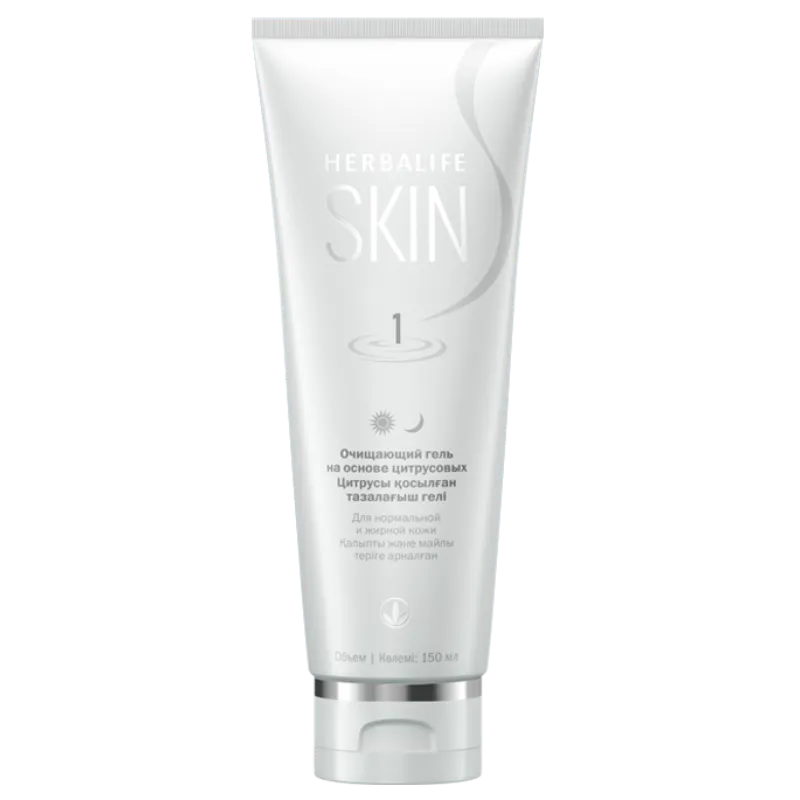 HERBALIFE
SKIN
1
Очищающий гель
на основе цитрусовых
Цитрусы қосылған
тазалағыш гелі
Для нормальной
и жирной кожи
Қалыпты және майлы
теріге арналған
Объем | Көлемі: 150 мл